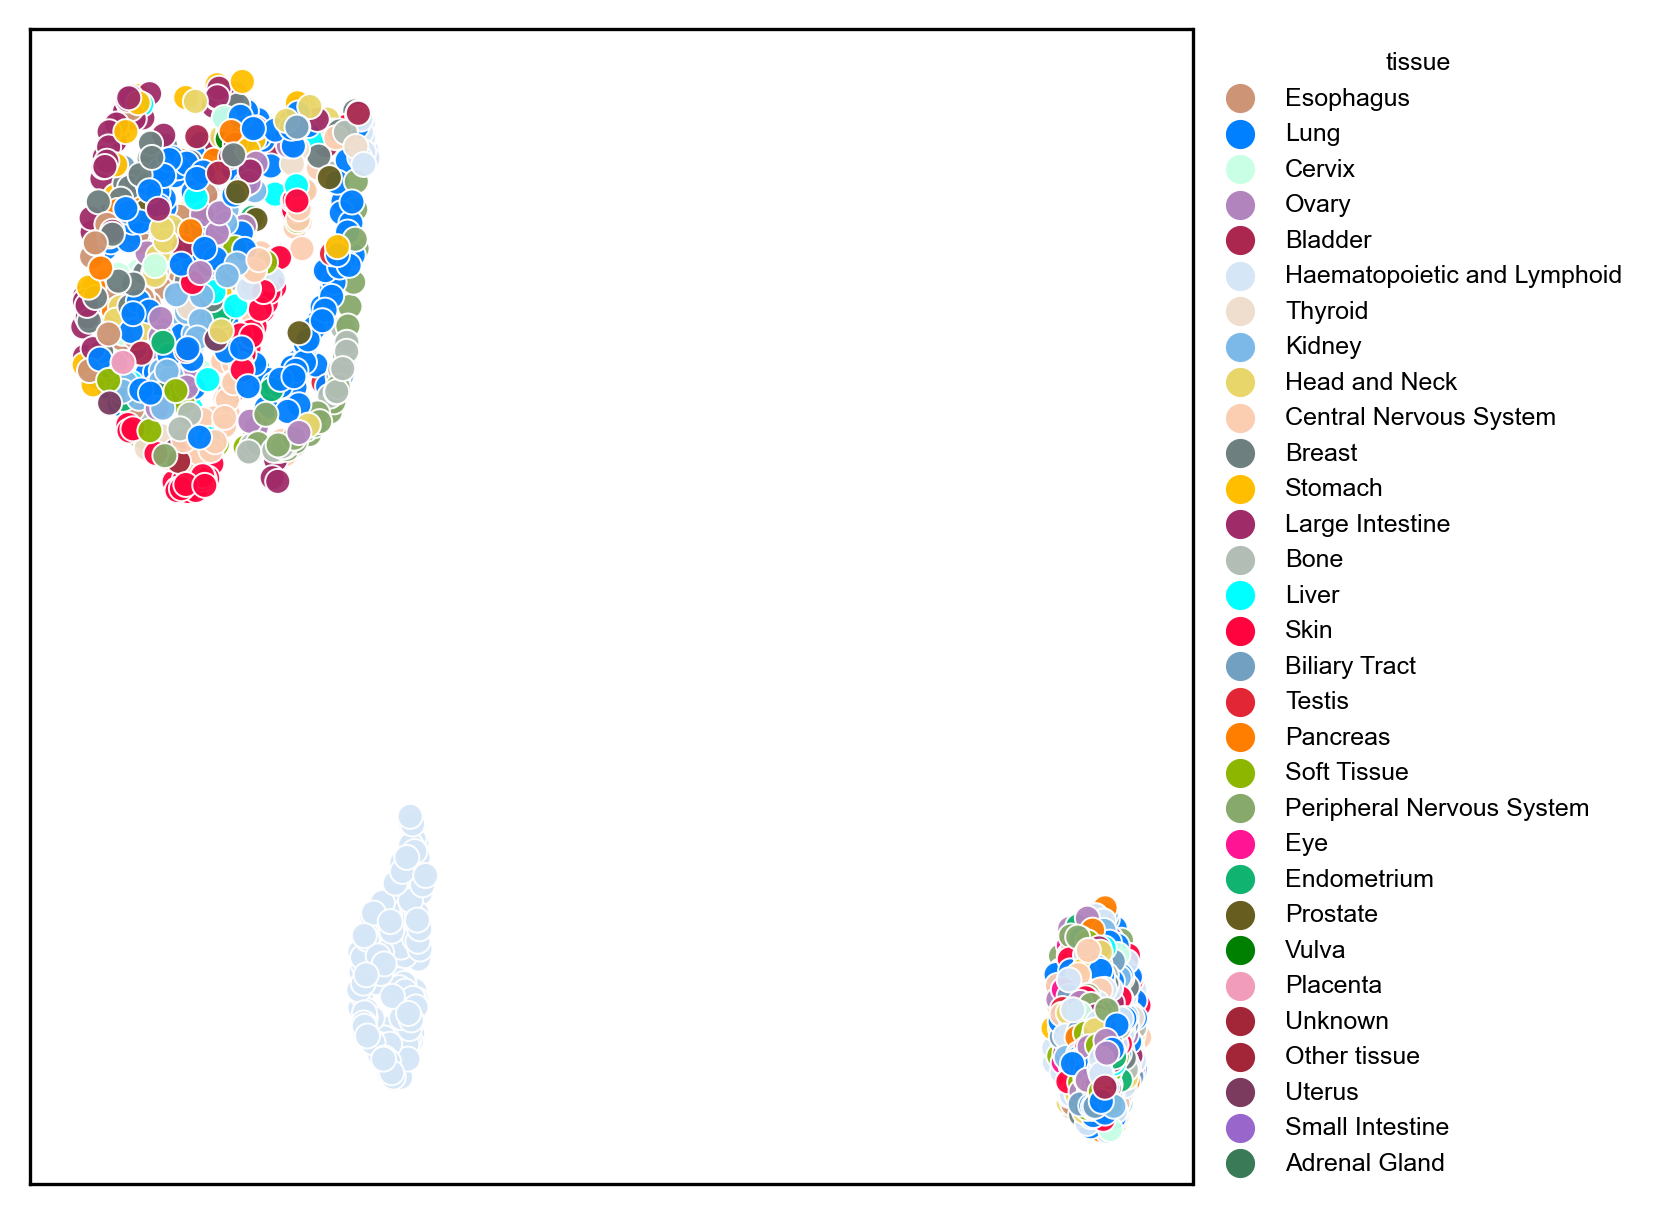 tissue
Esophagus
Lung
Cervix
Ovary
Bladder
Haematopoietic and Lymphoid
Thyroid
Kidney
Head and Neck
Central Nervous System
Breast
Stomach
Large Intestine
Bone
Liver
Skin
Biliary Tract
Testis
Pancreas
Soft Tissue
Peripheral Nervous System
Eye
Endometrium
Prostate
Vulva
Placenta
Unknown
Other tissue
Uterus
Small Intestine
Adrenal Gland